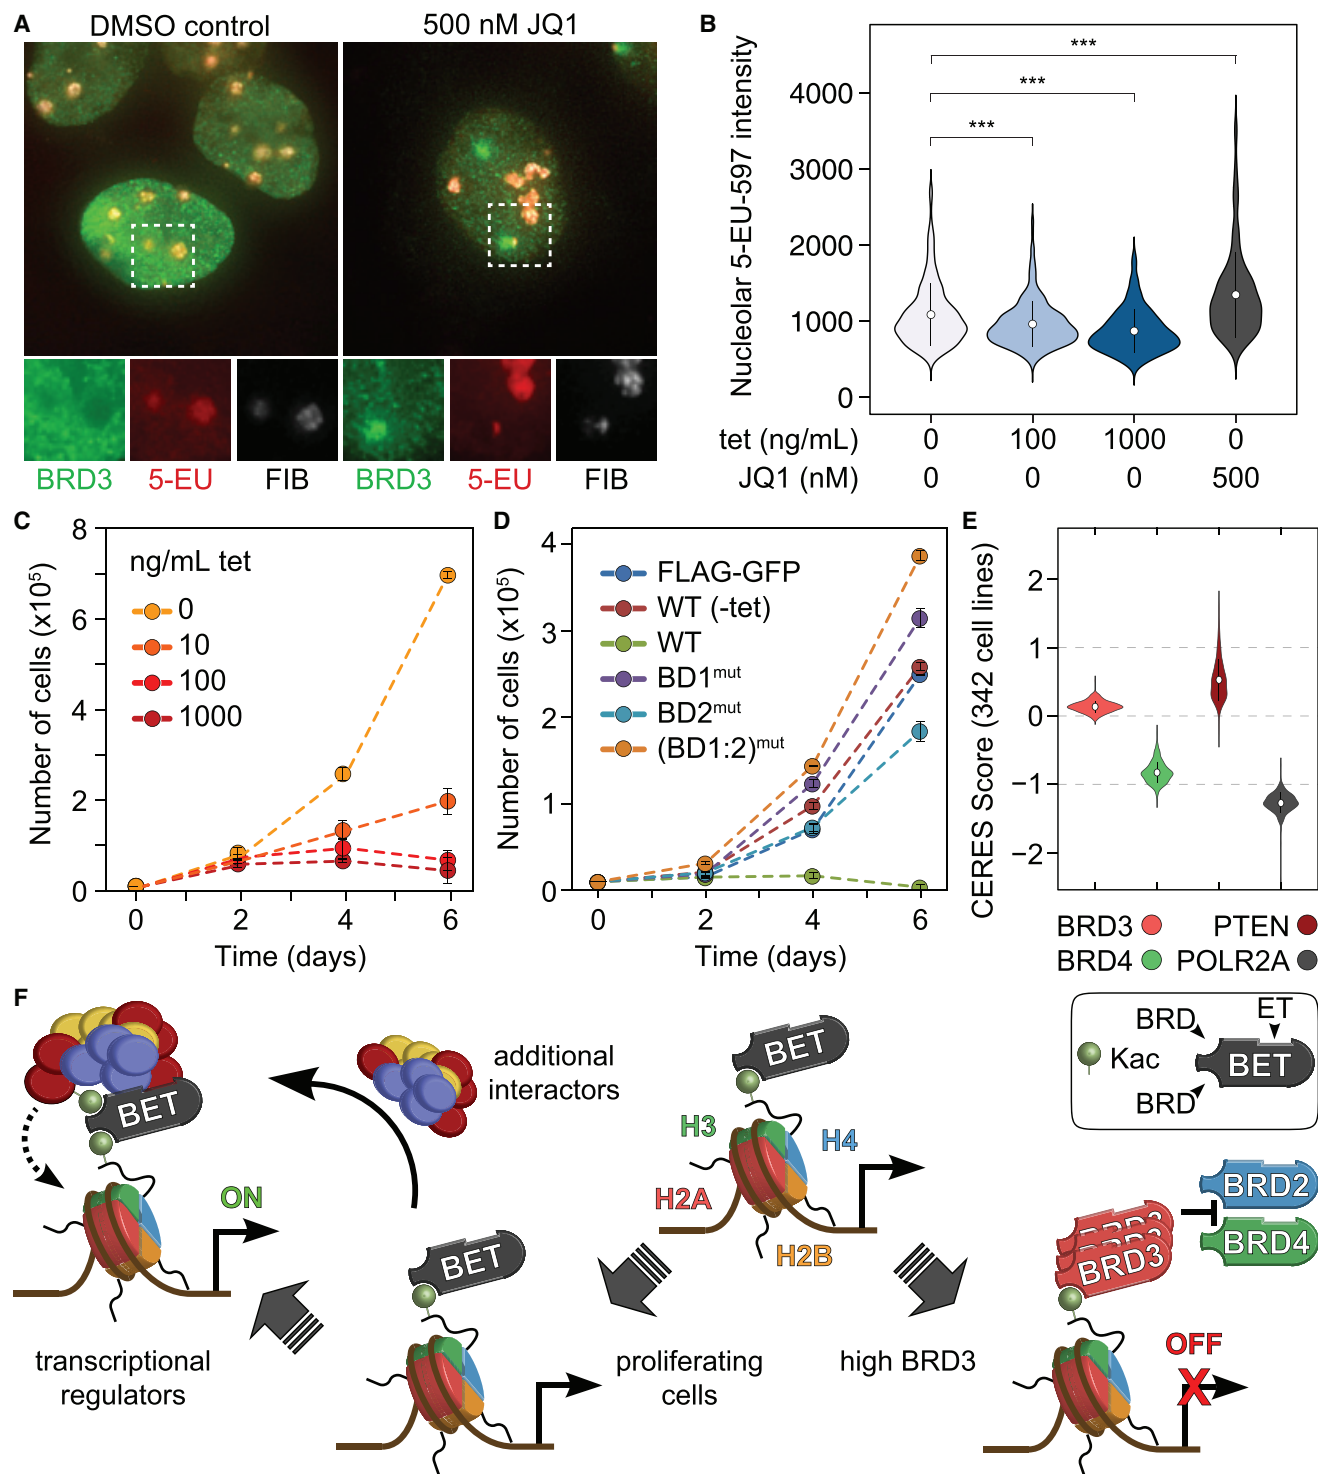 A
DMSO control
500 nM JQ1
BRD3
5-EU
FIB
BRD3
5-EU
FIB
B
Nucleolar 5-EU-597 intensity
4000
3000
2000
1000
0
***
***
***
tet (ng/mL)
0
100
1000
0
JQ1 (nM)
0
0
0
500
C
Number of cells (x10⁵)
8
6
4
2
0
ng/mL tet
0
10
100
1000
0
2
4
6
Time (days)
D
Number of cells (x10⁵)
4
3
2
1
0
FLAG-GFP
WT (-tet)
WT
BD1ᵐᵘᵗ
BD2ᵐᵘᵗ
(BD1:2)ᵐᵘᵗ
0
2
4
6
Time (days)
E
CERES Score (342 cell lines)
2
1
0
−1
−2
BRD3
PTEN
BRD4
POLR2A
F
BET
ON
transcriptional
regulators
additional
interactors
BET
BET
H3
H4
H2A
H2B
proliferating
cells
high BRD3
BRD
ET
Kac
BET
BRD
BRD2
BRD4
BRD3
BRD3
OFF
X